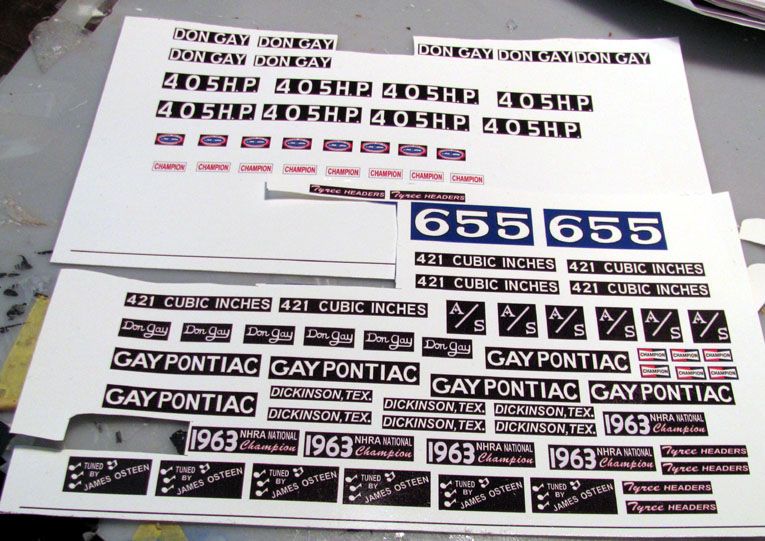 DON GAY DON GAY DON GAY DON GAY DON GAY
DON GAY DON GAY
405H.P. 405H.P. 405H.P. 405H.P.
405H.P. 405H.P. 405H.P. 405H.P.
CHAMPION CHAMPION CHAMPION CHAMPION CHAMPION CHAMPION CHAMPION CHAMPION
Tyree HEADERS Tyree HEADERS
655 655
421 CUBIC INCHES 421 CUBIC INCHES
421 CUBIC INCHES 421 CUBIC INCHES
421 CUBIC INCHES 421 CUBIC INCHES A/S A/S A/S A/S A/S A/S
Don Gay Don Gay Don Gay Don Gay Don Gay Don Gay
GAY PONTIAC GAY PONTIAC GAY PONTIAC CHAMPION CHAMPION CHAMPION
CHAMPION CHAMPION CHAMPION
GAY PONTIAC GAY PONTIAC GAY PONTIAC
DICKINSON,TEX. DICKINSON,TEX. DICKINSON,TEX.
DICKINSON,TEX. DICKINSON,TEX. DICKINSON,TEX.
1963 NHRA NATIONAL Champion
1963 NHRA NATIONAL Champion
1963 NHRA NATIONAL Champion
1963 NHRA NATIONAL Champion
1963 NHRA NATIONAL Champion
Tyree HEADERS
Tyree HEADERS
TUNED BY JAMES OSTEEN
TUNED BY JAMES OSTEEN
TUNED BY JAMES OSTEEN
TUNED BY JAMES OSTEEN
TUNED BY JAMES OSTEEN
TUNED BY JAMES OSTEEN
Tyree HEADERS
Tyree HEADERS